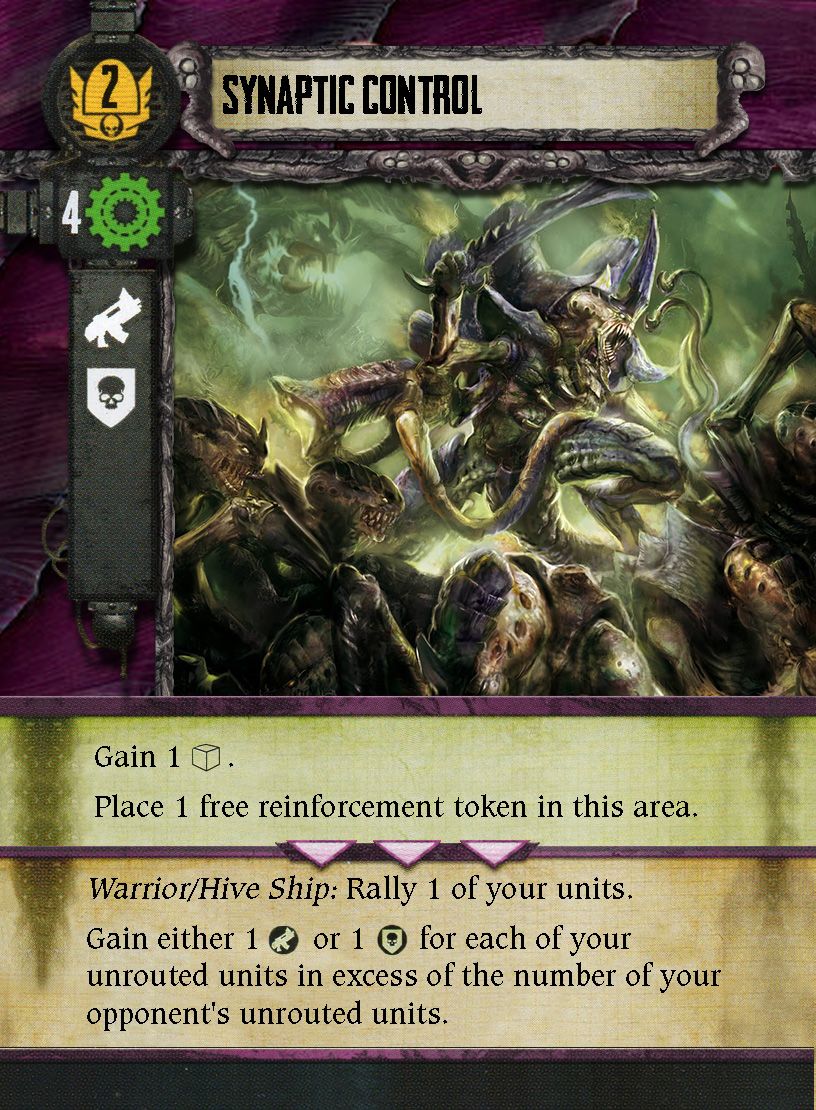 2
SYNAPTIC CONTROL
4
Gain 1 .
Place 1 free reinforcement token in this area.
Warrior/Hive Ship: Rally 1 of your units.
Gain either 1 or 1 for each of your
unrouted units in excess of the number of your
opponent's unrouted units.